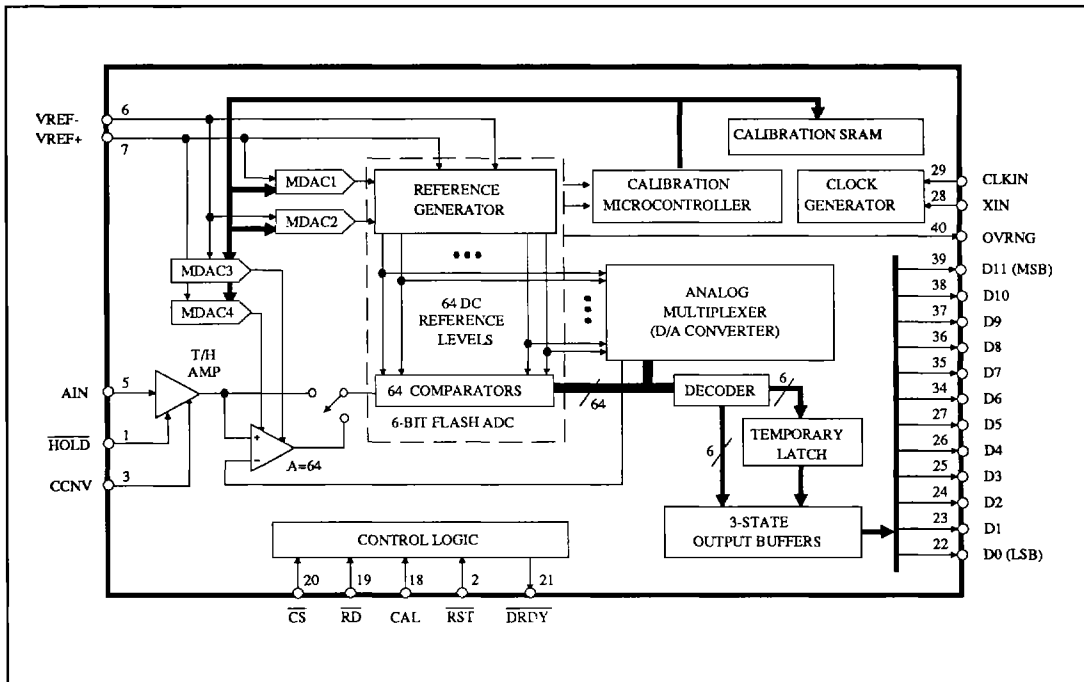 VREF-
6
VREF+
7
CALIBRATION SRAM
MDAC1
REFERENCE
GENERATOR
CALIBRATION
MICROCONTROLLER
CLOCK
GENERATOR
29
CLKIN
28
XIN
MDAC2
40
OVRNG
MDAC3
MDAC4
64 DC
REFERENCE
LEVELS
ANALOG
MULTIPLEXER
(D/A CONVERTER)
39
D11 (MSB)
38
D10
37
D9
36
D8
35
D7
34
D6
27
D5
26
D4
25
D3
24
D2
23
D1
22
D0 (LSB)
T/H
AMP
AIN
5
HOLD
1
CCNV
3
+
−
A=64
64 COMPARATORS
6-BIT FLASH ADC
64
DECODER
6
6
TEMPORARY
LATCH
3-STATE
OUTPUT BUFFERS
CONTROL LOGIC
20
19
18
2
21
CS
RD
CAL
RST
DRDY